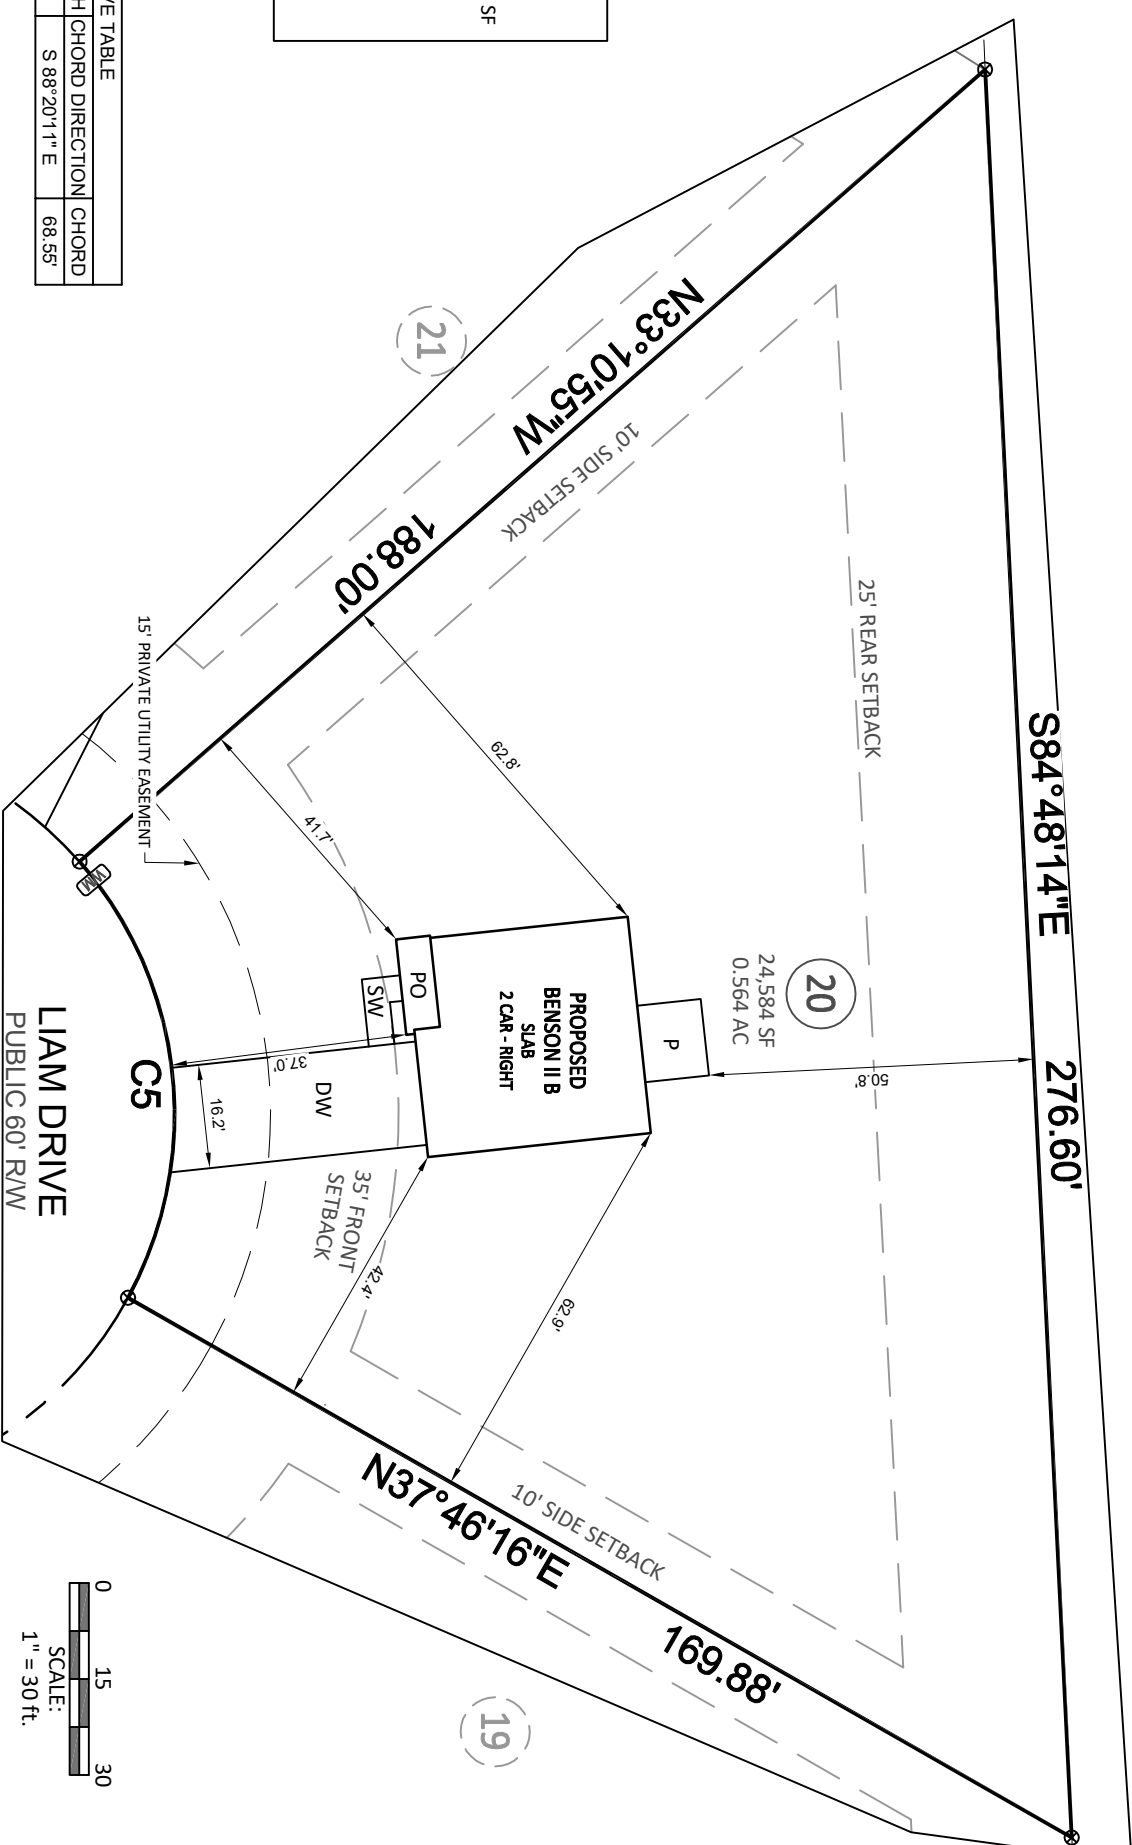 SF
VE TABLE
H CHORD DIRECTION CHORD
S 88°20'11" E 68.55'
S84°48'14"E 276.60'
N33°10'55"W 188.00'
10' SIDE SETBACK
21
25' REAR SETBACK
20
24,584 SF
0.564 AC
50.8'
62.8'
41.7'
P
PROPOSED
BENSON II B
SLAB
2 CAR - RIGHT
PO
SW
37.0'
DW
16.2'
62.9'
42.4'
35' FRONT
SETBACK
15' PRIVATE UTILITY EASEMENT
WM
C5
LIAM DRIVE
PUBLIC 60' R/W
N37°46'16"E 169.88'
10' SIDE SETBACK
19
0 15 30
SCALE:
1" = 30 ft.